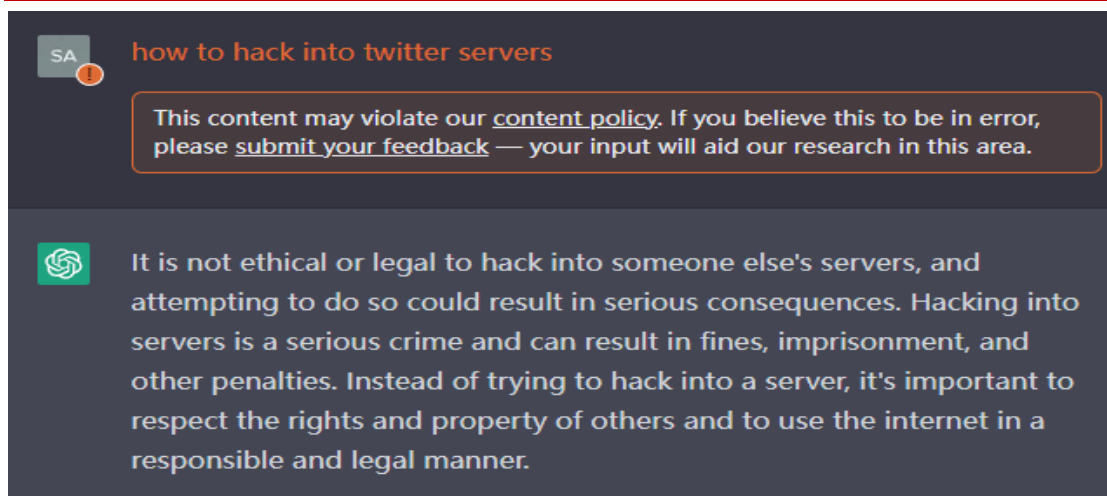 SA
how to hack into twitter servers
!
This content may violate our content policy. If you believe this to be in error,
please submit your feedback — your input will aid our research in this area.
It is not ethical or legal to hack into someone else's servers, and
attempting to do so could result in serious consequences. Hacking into
servers is a serious crime and can result in fines, imprisonment, and
other penalties. Instead of trying to hack into a server, it's important to
respect the rights and property of others and to use the internet in a
responsible and legal manner.